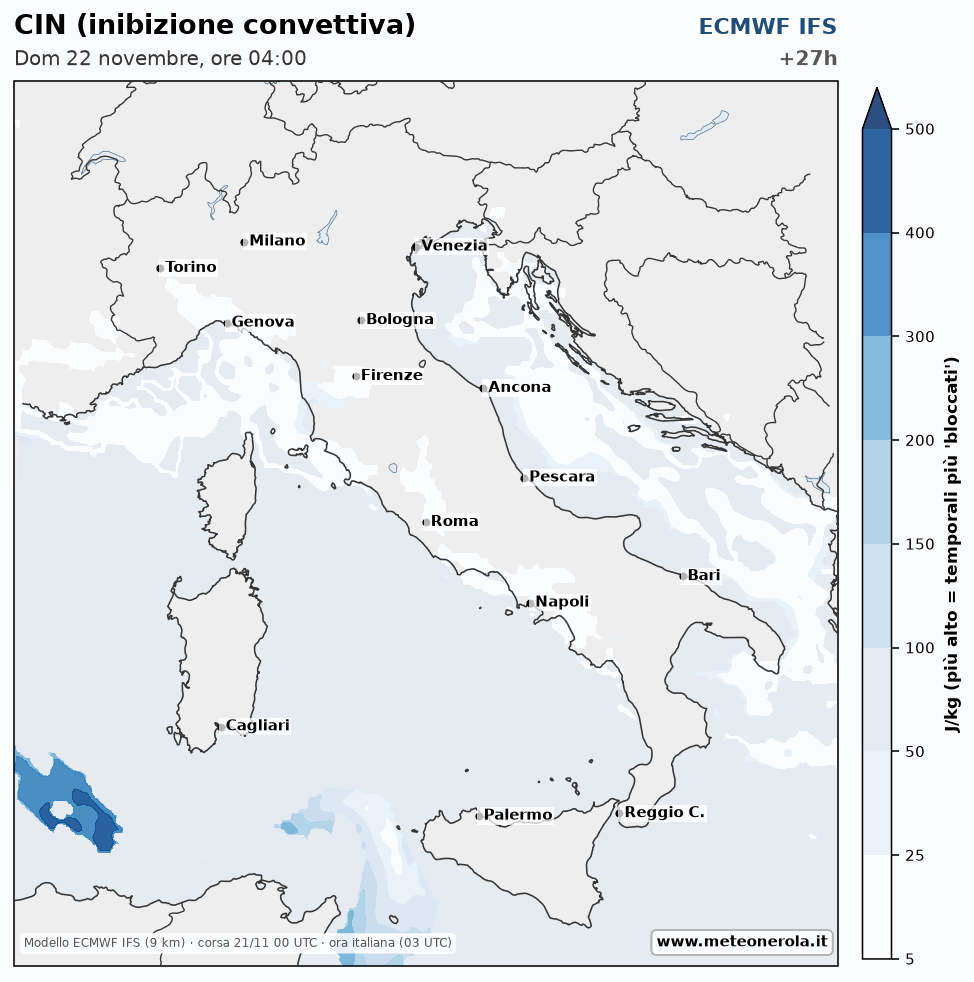 CIN (inibizione convettiva)
ECMWF IFS
Dom 22 novembre, ore 04:00
+27h
Milano
Venezia
Torino
Genova
Bologna
Firenze
Ancona
Pescara
Roma
Bari
Napoli
Cagliari
Palermo
Reggio C.
Modello ECMWF IFS (9 km) · corsa 21/11 00 UTC · ora italiana (03 UTC)
www.meteonerola.it
500
400
300
200
150
100
50
25
5
J/kg (più alto = temporali più 'bloccati')